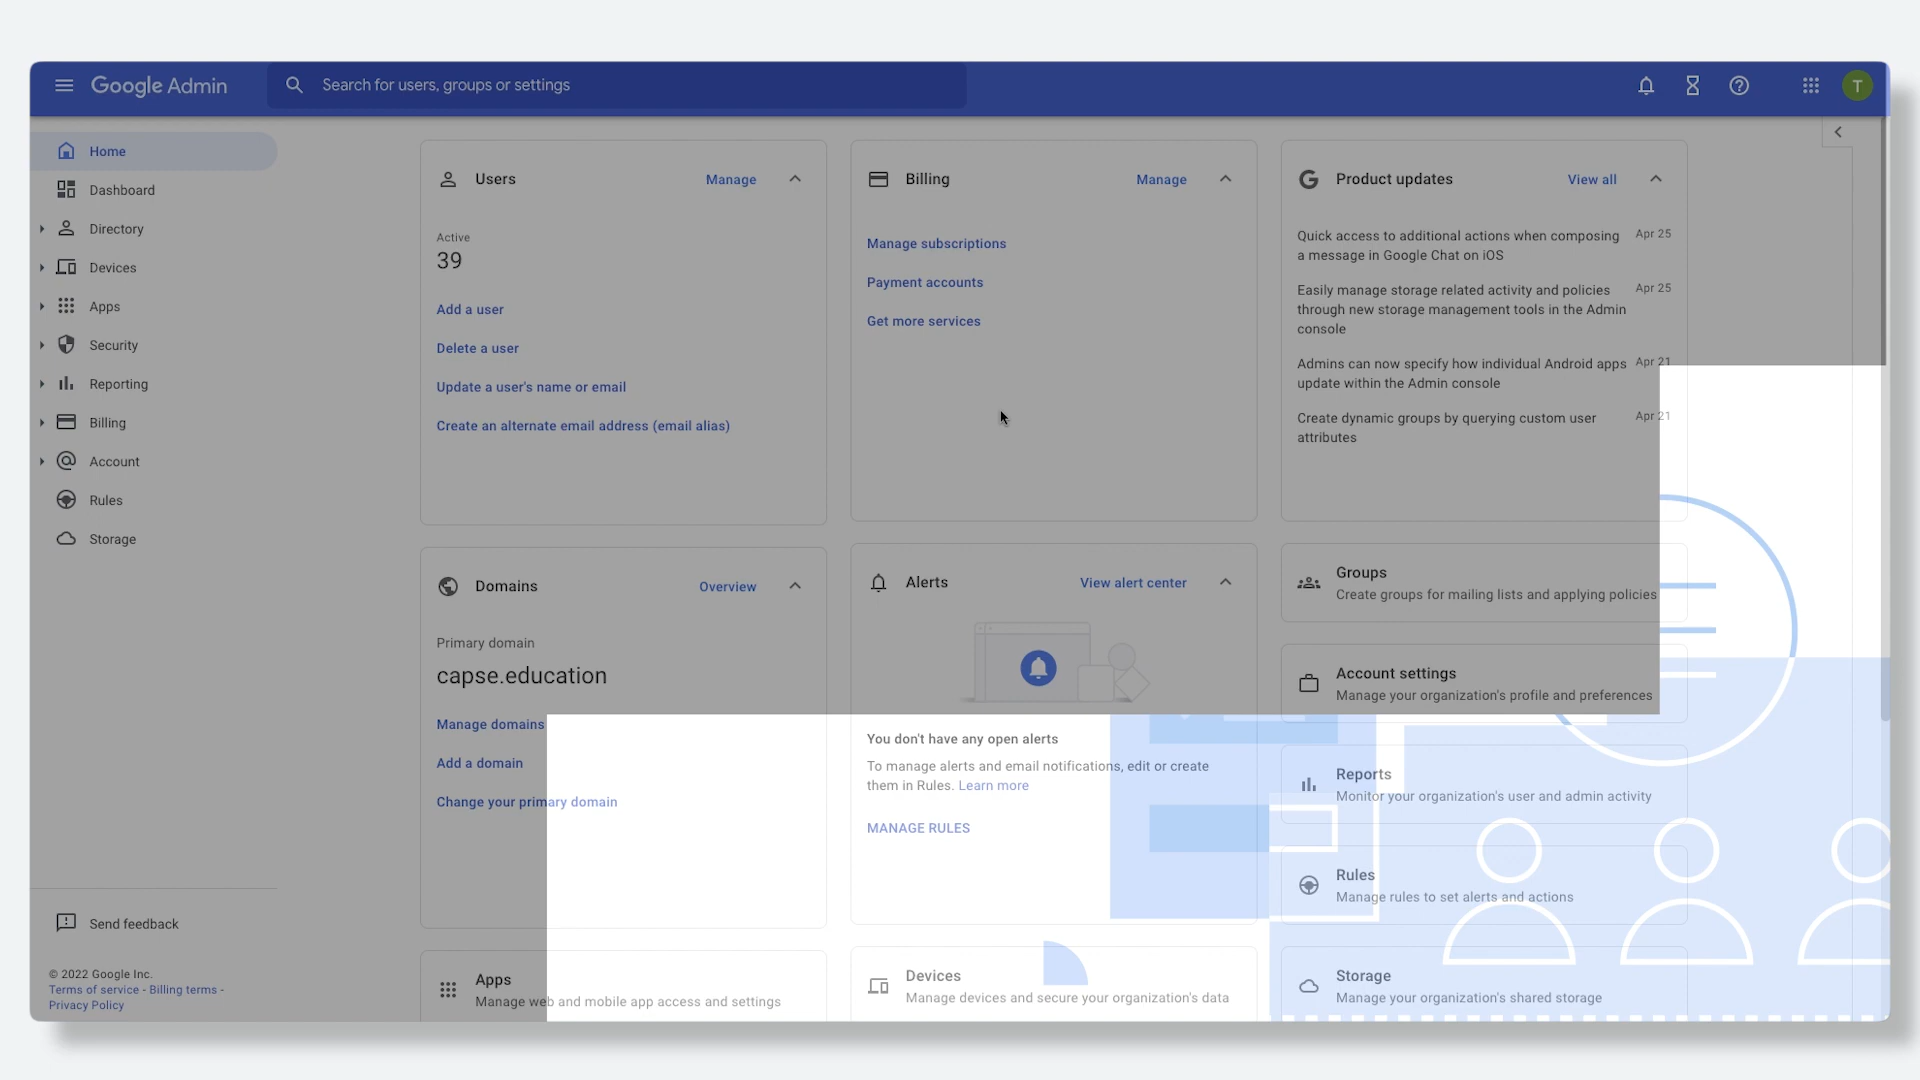 Google Admin
Search for users, groups or settings
T
Home
Dashboard
Directory
Devices
Apps
Security
Reporting
Billing
Account
Rules
Storage
Send feedback
© 2022 Google Inc.
Terms of service - Billing terms -
Privacy Policy
Users
Manage
Active
39
Add a user
Delete a user
Update a user's name or email
Create an alternate email address (email alias)
Billing
Manage
Manage subscriptions
Payment accounts
Get more services
Product updates
View all
Quick access to additional actions when composing
a message in Google Chat on iOS
Apr 25
Easily manage storage related activity and policies
through new storage management tools in the Admin
console
Apr 25
Admins can now specify how individual Android apps
update within the Admin console
Apr 21
Create dynamic groups by querying custom user
attributes
Apr 21
Domains
Overview
Primary domain
capse.education
Manage domains
Add a domain
Change your primary domain
Alerts
View alert center
You don't have any open alerts
To manage alerts and email notifications, edit or create
them in Rules. Learn more
MANAGE RULES
Groups
Create groups for mailing lists and applying policies
Account settings
Manage your organization's profile and preferences
Reports
Monitor your organization's user and admin activity
Rules
Manage rules to set alerts and actions
Apps
Manage web and mobile app access and settings
Devices
Manage devices and secure your organization's data
Storage
Manage your organization's shared storage